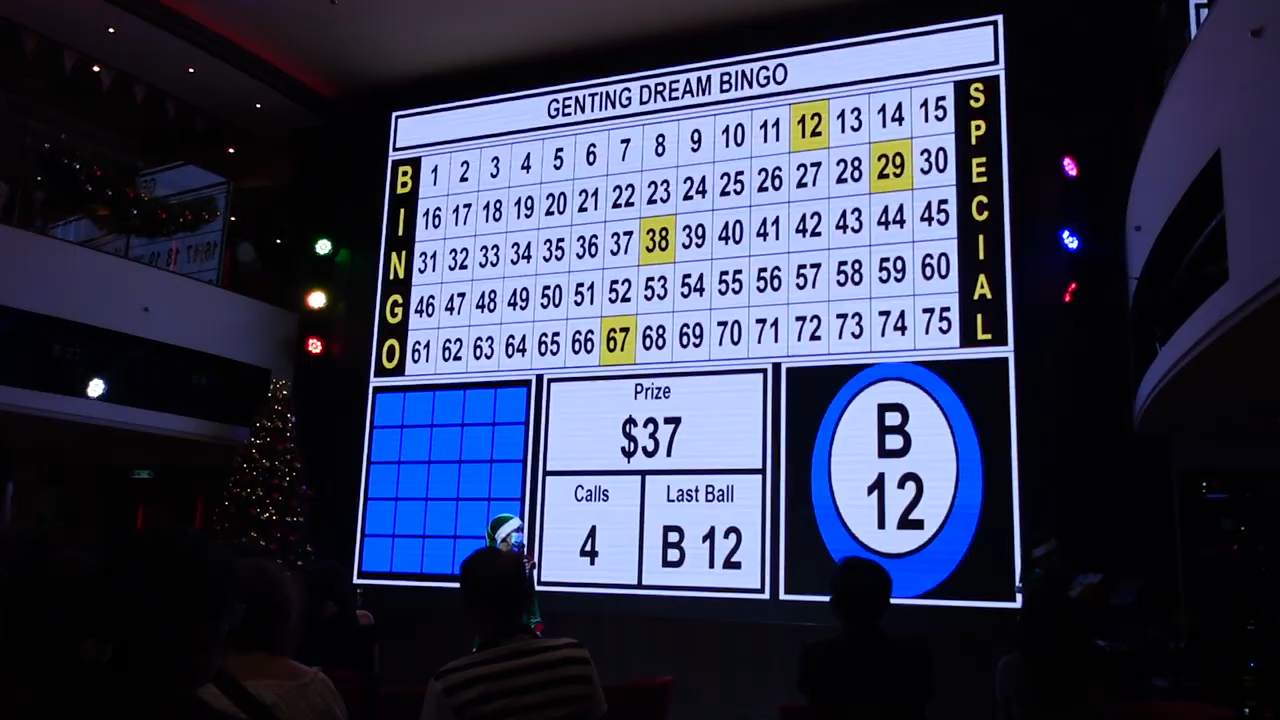 GENTING DREAM BINGO
B 1 2 3 4 5 6 7 8 9 10 11 12 13 14 15
I 16 17 18 19 20 21 22 23 24 25 26 27 28 29 30
N 31 32 33 34 35 36 37 38 39 40 41 42 43 44 45
G 46 47 48 49 50 51 52 53 54 55 56 57 58 59 60
O 61 62 63 64 65 66 67 68 69 70 71 72 73 74 75
SPECIAL
Prize
$37
Calls
4
Last Ball
B 12
B
12